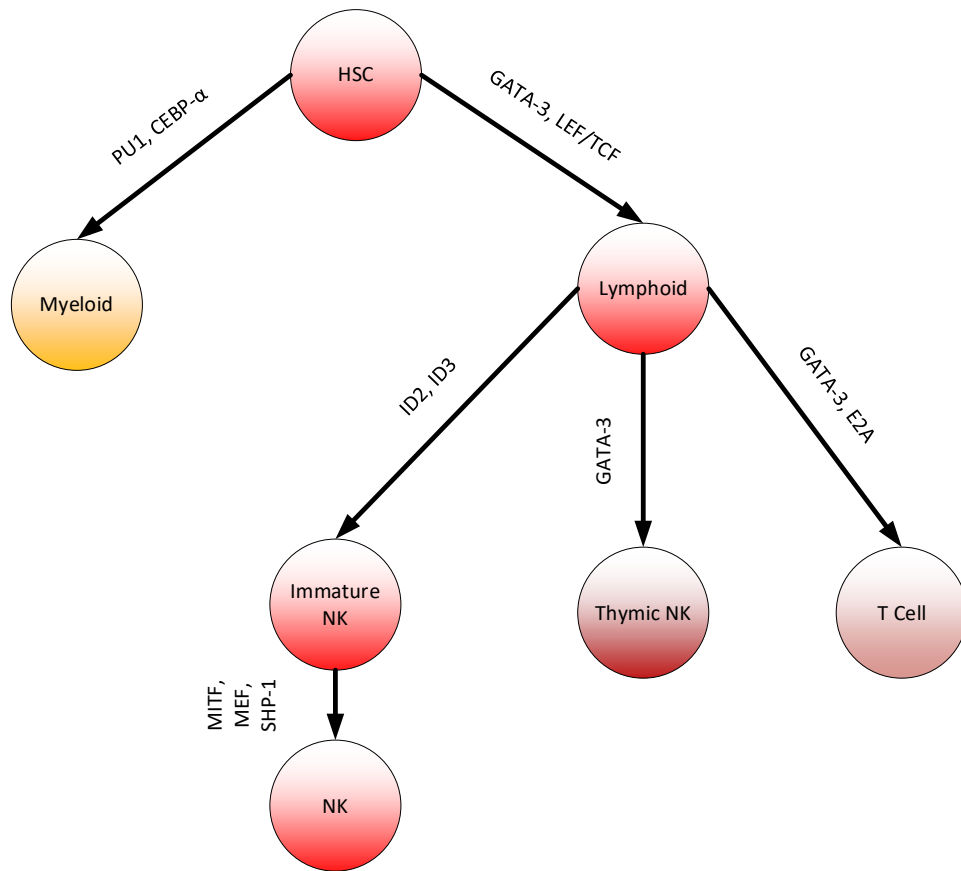 HSC
PU1, CEBP-α
GATA-3, LEF/TCF
Myeloid
Lymphoid
ID2, ID3
GATA-3
GATA-3, E2A
Immature
NK
Thymic NK
T Cell
MITF,
MEF,
SHP-1
NK